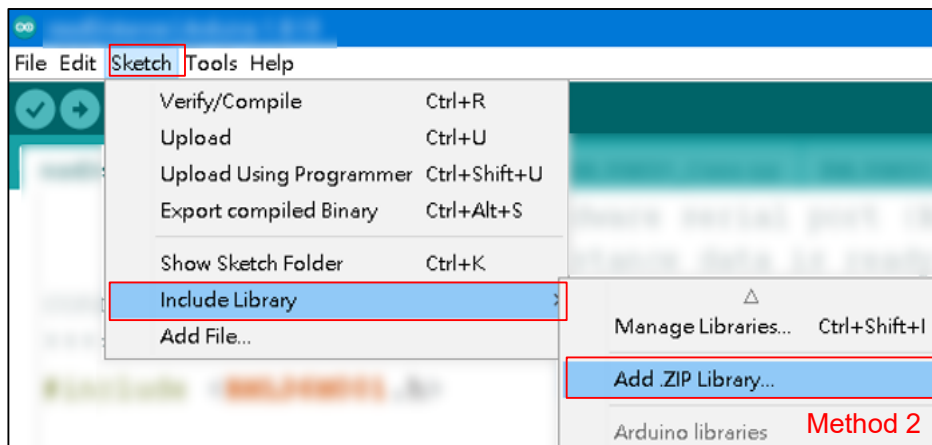 File Edit Sketch Tools Help
Verify/Compile Ctrl+R
Upload Ctrl+U
Upload Using Programmer Ctrl+Shift+U
Export compiled Binary Ctrl+Alt+S
Show Sketch Folder Ctrl+K
Include Library
Add File...
Manage Libraries... Ctrl+Shift+I
Add .ZIP Library...
Arduino libraries
Method 2